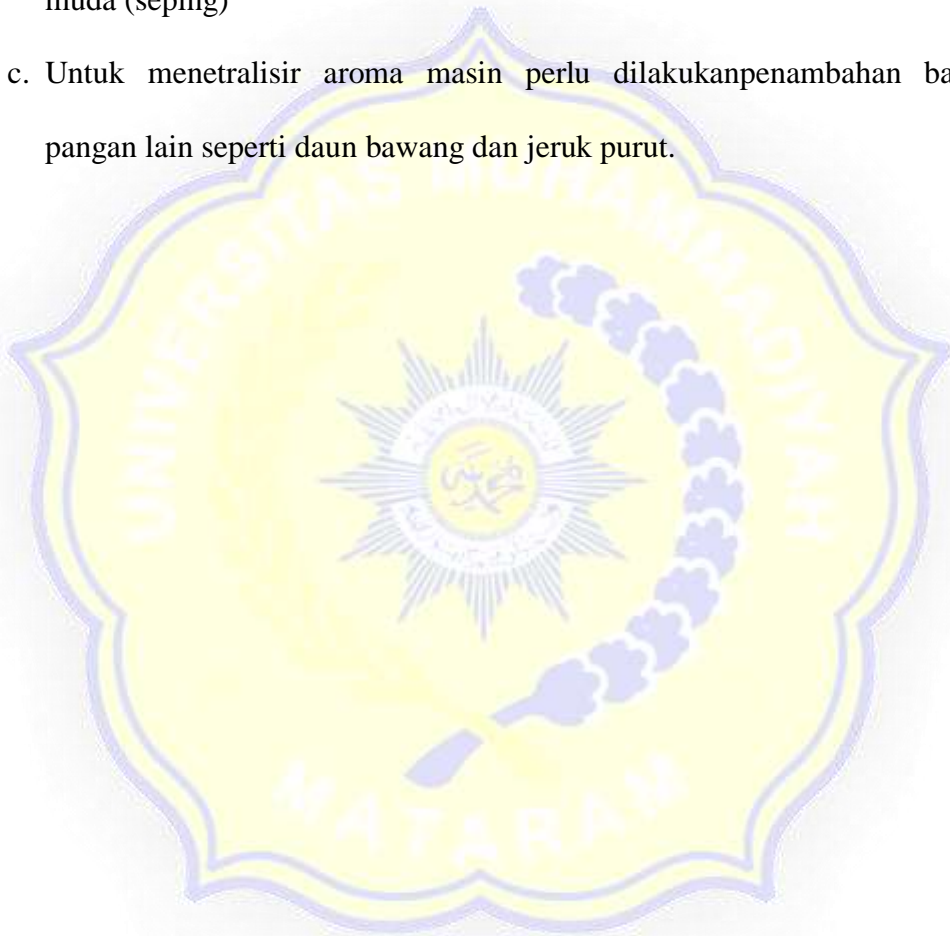 muda (seping)
c. Untuk menetralisir aroma masin perlu dilakukanpenambahan ba
pangan lain seperti daun bawang dan jeruk purut.
UNIVERSITAS MUHAMMADIYAH
MATARAM